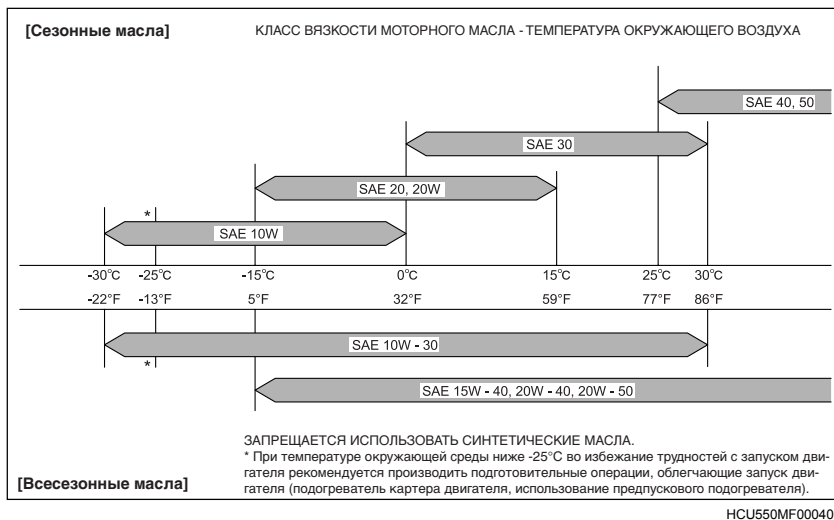 [Сезонные масла] КЛАСС ВЯЗКОСТИ МОТОРНОГО МАСЛА - ТЕМПЕРАТУРА ОКРУЖАЮЩЕГО ВОЗДУХА
SAE 40, 50
SAE 30
SAE 20, 20W
*
SAE 10W
-30°C -25°C -15°C 0°C 15°C 25°C 30°C
-22°F -13°F 5°F 32°F 59°F 77°F 86°F
SAE 10W - 30
*
SAE 15W - 40, 20W - 40, 20W - 50
ЗАПРЕЩАЕТСЯ ИСПОЛЬЗОВАТЬ СИНТЕТИЧЕСКИЕ МАСЛА.
* При температуре окружающей среды ниже -25°C во избежание трудностей с запуском дви-
гателя рекомендуется производить подготовительные операции, облегчающие запуск дви-
гателя (подогреватель картера двигателя, использование предпускового подогревателя).
[Всесезонные масла]
HCU550MF00040